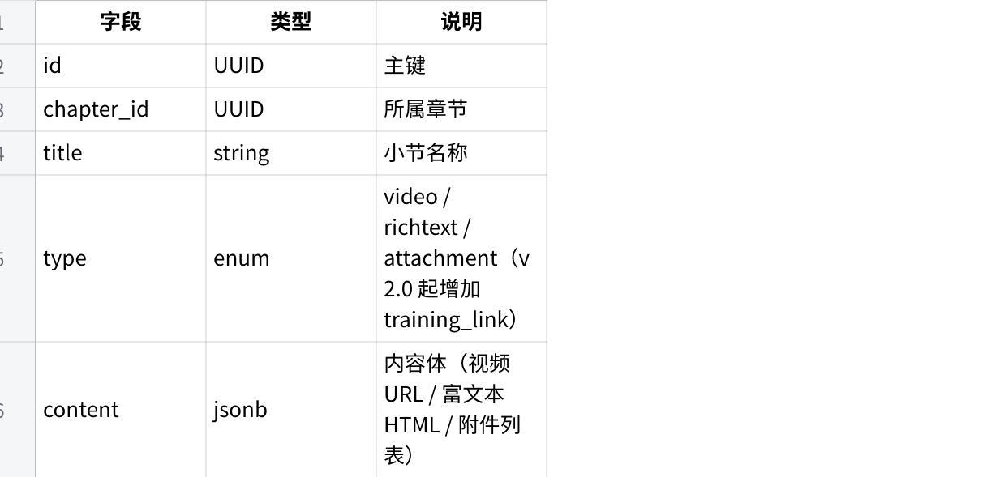 1 字段 类型 说明
2 id UUID 主键
3 chapter_id UUID 所属章节
4 title string 小节名称
5 type enum video /
richtext /
attachment（v
2.0 起增加
training_link）
6 content jsonb 内容体（视频
URL / 富文本
HTML / 附件列
表）